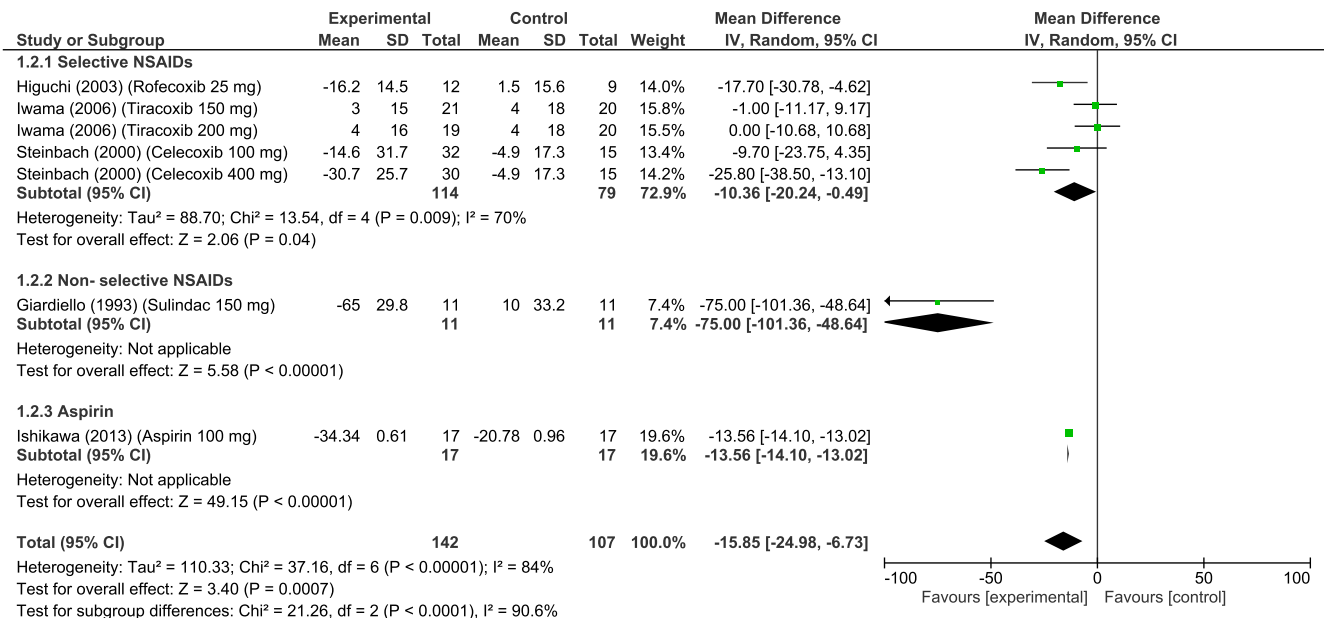 Experimental Control Mean Difference Mean Difference
Study or Subgroup Mean SD Total Mean SD Total Weight IV, Random, 95% CI IV, Random, 95% CI
1.2.1 Selective NSAIDs
Higuchi (2003) (Rofecoxib 25 mg) -16.2 14.5 12 1.5 15.6 9 14.0% -17.70 [-30.78, -4.62]
Iwama (2006) (Tiracoxib 150 mg) 3 15 21 4 18 20 15.8% -1.00 [-11.17, 9.17]
Iwama (2006) (Tiracoxib 200 mg) 4 16 19 4 18 20 15.5% 0.00 [-10.68, 10.68]
Steinbach (2000) (Celecoxib 100 mg) -14.6 31.7 32 -4.9 17.3 15 13.4% -9.70 [-23.75, 4.35]
Steinbach (2000) (Celecoxib 400 mg) -30.7 25.7 30 -4.9 17.3 15 14.2% -25.80 [-38.50, -13.10]
Subtotal (95% CI) 114 79 72.9% -10.36 [-20.24, -0.49]
Heterogeneity: Tau² = 88.70; Chi² = 13.54, df = 4 (P = 0.009); I² = 70%
Test for overall effect: Z = 2.06 (P = 0.04)
1.2.2 Non- selective NSAIDs
Giardiello (1993) (Sulindac 150 mg) -65 29.8 11 10 33.2 11 7.4% -75.00 [-101.36, -48.64]
Subtotal (95% CI) 11 11 7.4% -75.00 [-101.36, -48.64]
Heterogeneity: Not applicable
Test for overall effect: Z = 5.58 (P < 0.00001)
1.2.3 Aspirin
Ishikawa (2013) (Aspirin 100 mg) -34.34 0.61 17 -20.78 0.96 17 19.6% -13.56 [-14.10, -13.02]
Subtotal (95% CI) 17 17 19.6% -13.56 [-14.10, -13.02]
Heterogeneity: Not applicable
Test for overall effect: Z = 49.15 (P < 0.00001)
Total (95% CI) 142 107 100.0% -15.85 [-24.98, -6.73]
Heterogeneity: Tau² = 110.33; Chi² = 37.16, df = 6 (P < 0.00001); I² = 84%
Test for overall effect: Z = 3.40 (P = 0.0007)
Test for subgroup differences: Chi² = 21.26, df = 2 (P < 0.0001), I² = 90.6%
-100 -50 0 50 100
Favours [experimental] Favours [control]